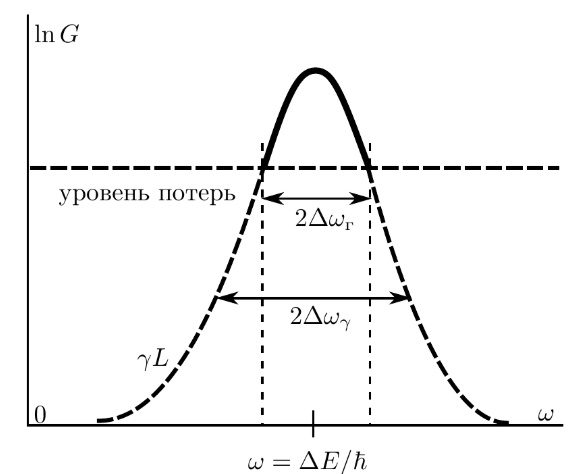 ln G
уровень потерь
2Δω_г
2Δω_γ
γL
0
ω
ω = ΔE/ħ